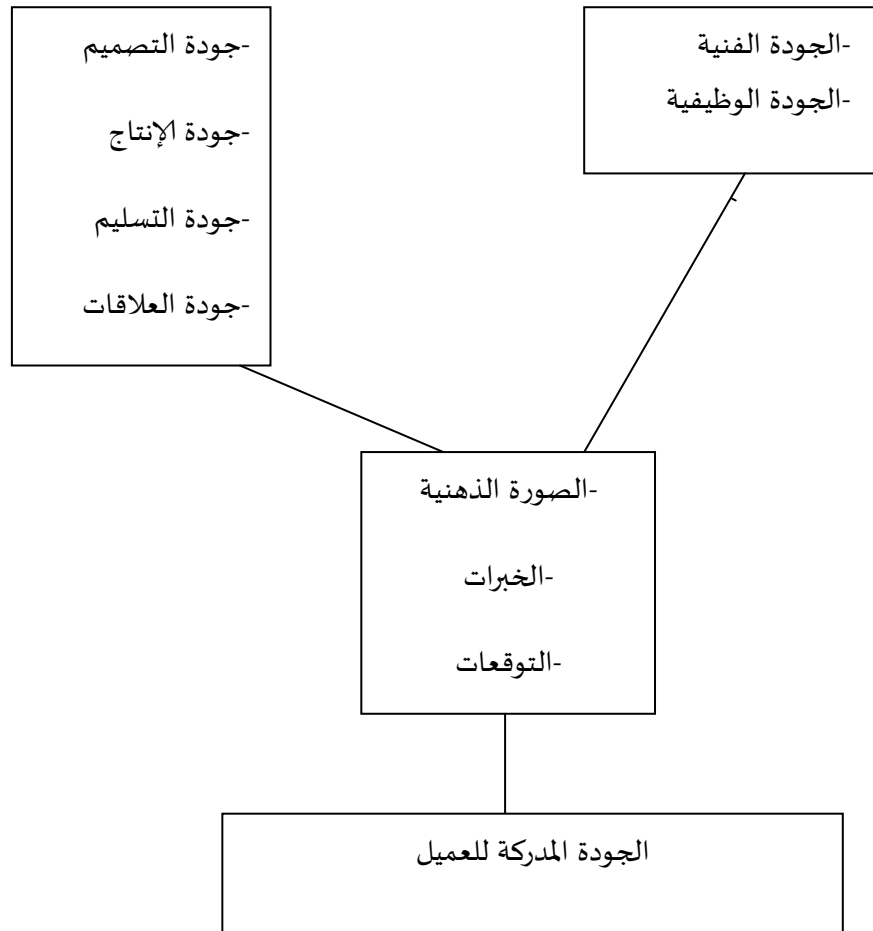 -الجودة الفنية
-الجودة الوظيفية
-جودة التصميم
-جودة الإنتاج
-جودة التسليم
-جودة العلاقات
-الصورة الذهنية
-الخبرات
-التوقعات
الجودة المدركة للعميل